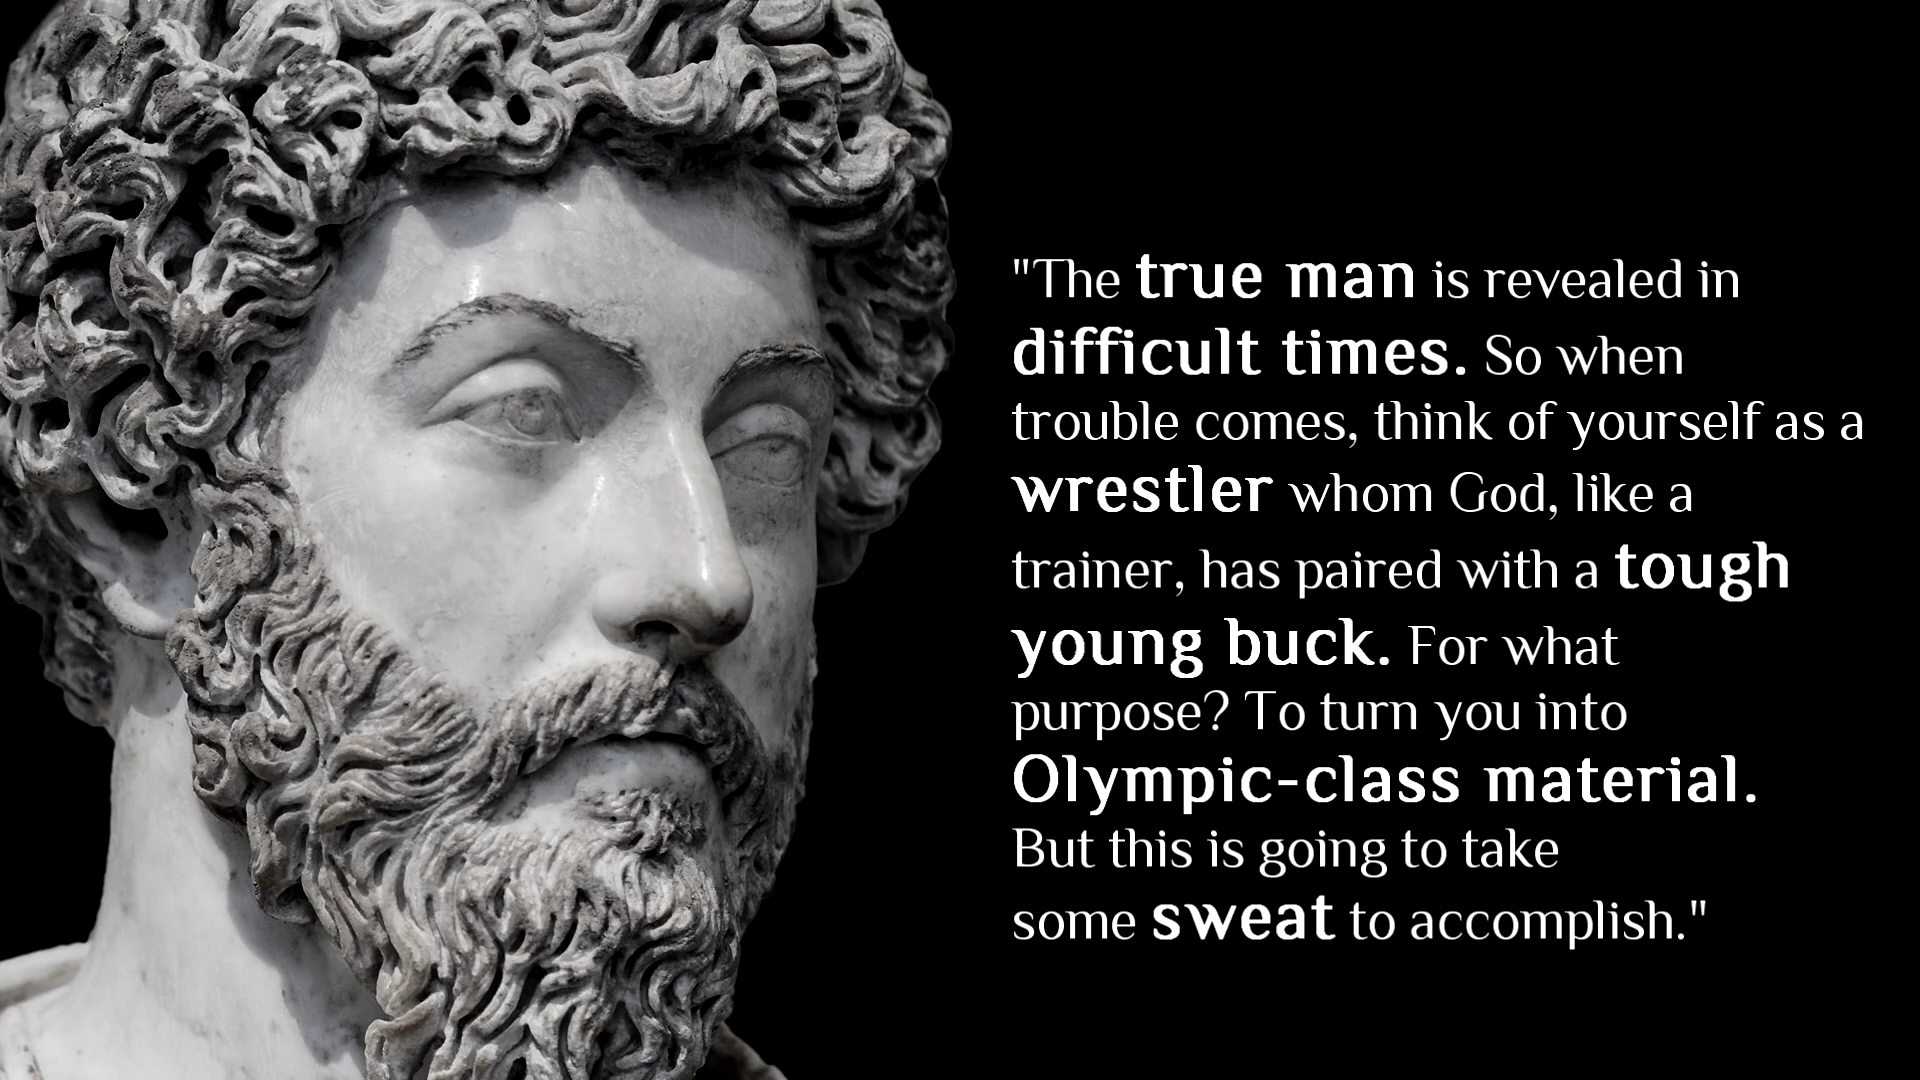 "The true man is revealed in
difficult times. So when
trouble comes, think of yourself as a
wrestler whom God, like a
trainer, has paired with a tough
young buck. For what
purpose? To turn you into
Olympic-class material.
But this is going to take
some sweat to accomplish."